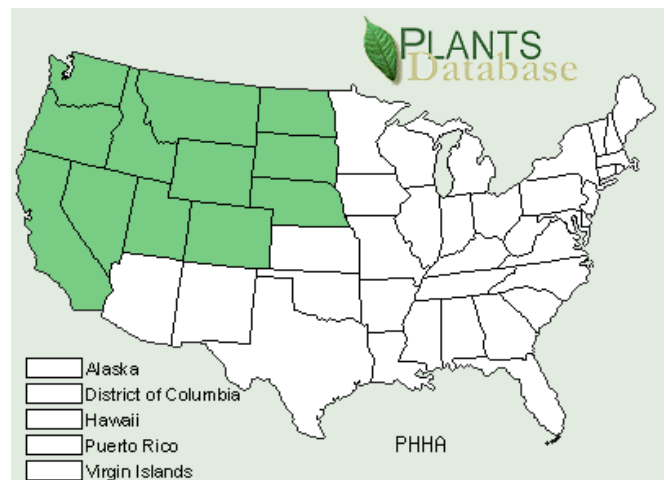 PLANTS
Database
Alaska
District of Columbia
Hawaii
Puerto Rico
Virgin Islands
PHHA